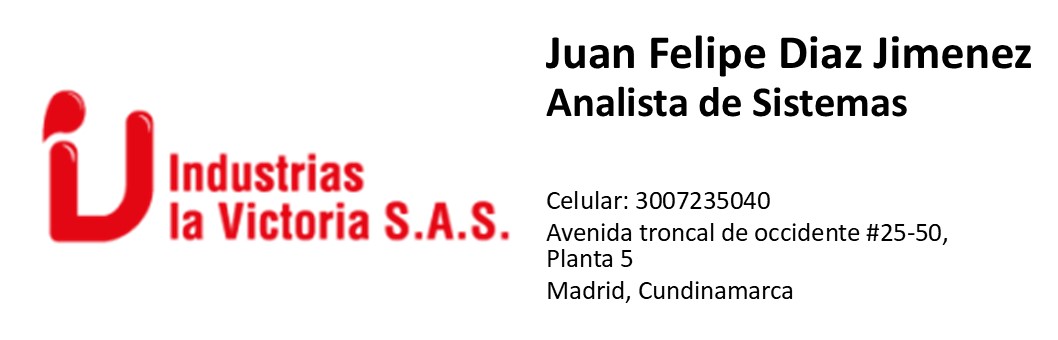 Industrias
la Victoria S.A.S.
Juan Felipe Diaz Jimenez
Analista de Sistemas
Celular: 3007235040
Avenida troncal de occidente #25-50,
Planta 5
Madrid, Cundinamarca